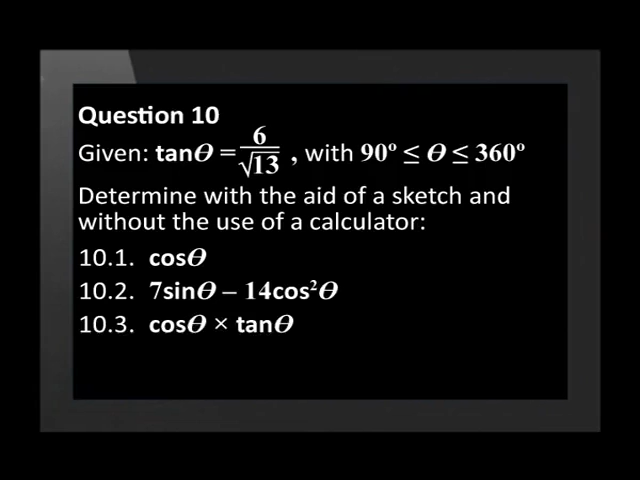 Question 10
Given: tanθ = 6/√13 , with 90° ≤ θ ≤ 360°
Determine with the aid of a sketch and
without the use of a calculator:
10.1. cosθ
10.2. 7sinθ – 14cos²θ
10.3. cosθ × tanθ